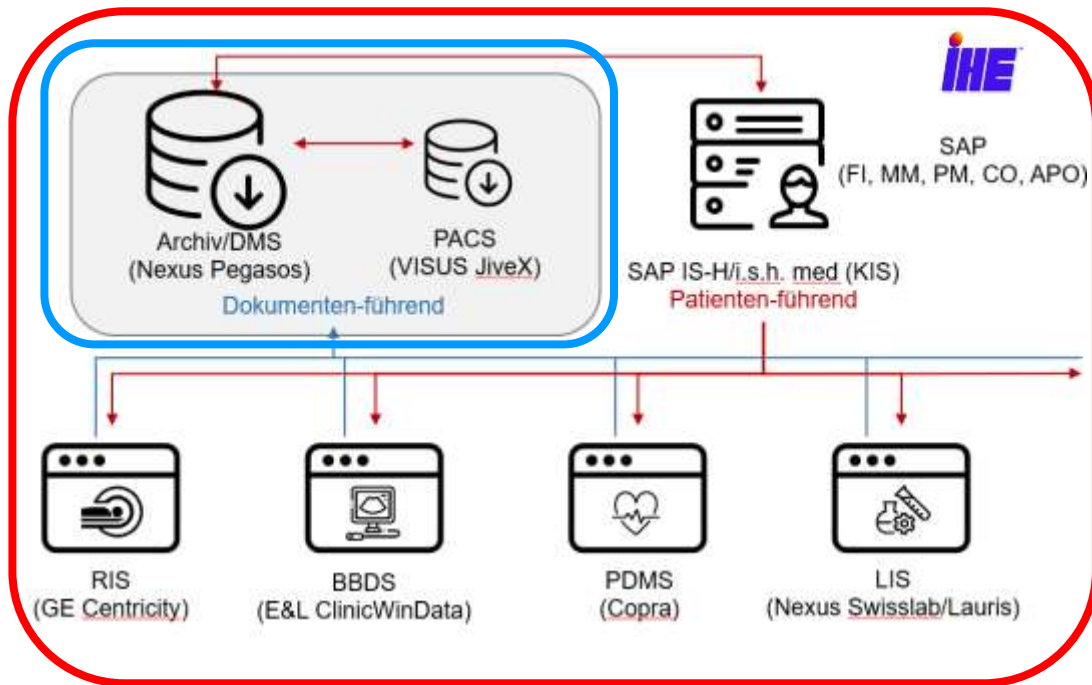 iHE
SAP
(FI, MM, PM, CO, APO)
Archiv/DMS
(Nexus Pegasos)
PACS
(VISUS JiveX)
Dokumenten-führend
SAP IS-H/i.s.h. med (KIS)
Patienten-führend
RIS
(GE Centricity)
BBDS
(E&L ClinicWinData)
PDMS
(Copra)
LIS
(Nexus Swisslab/Lauris)